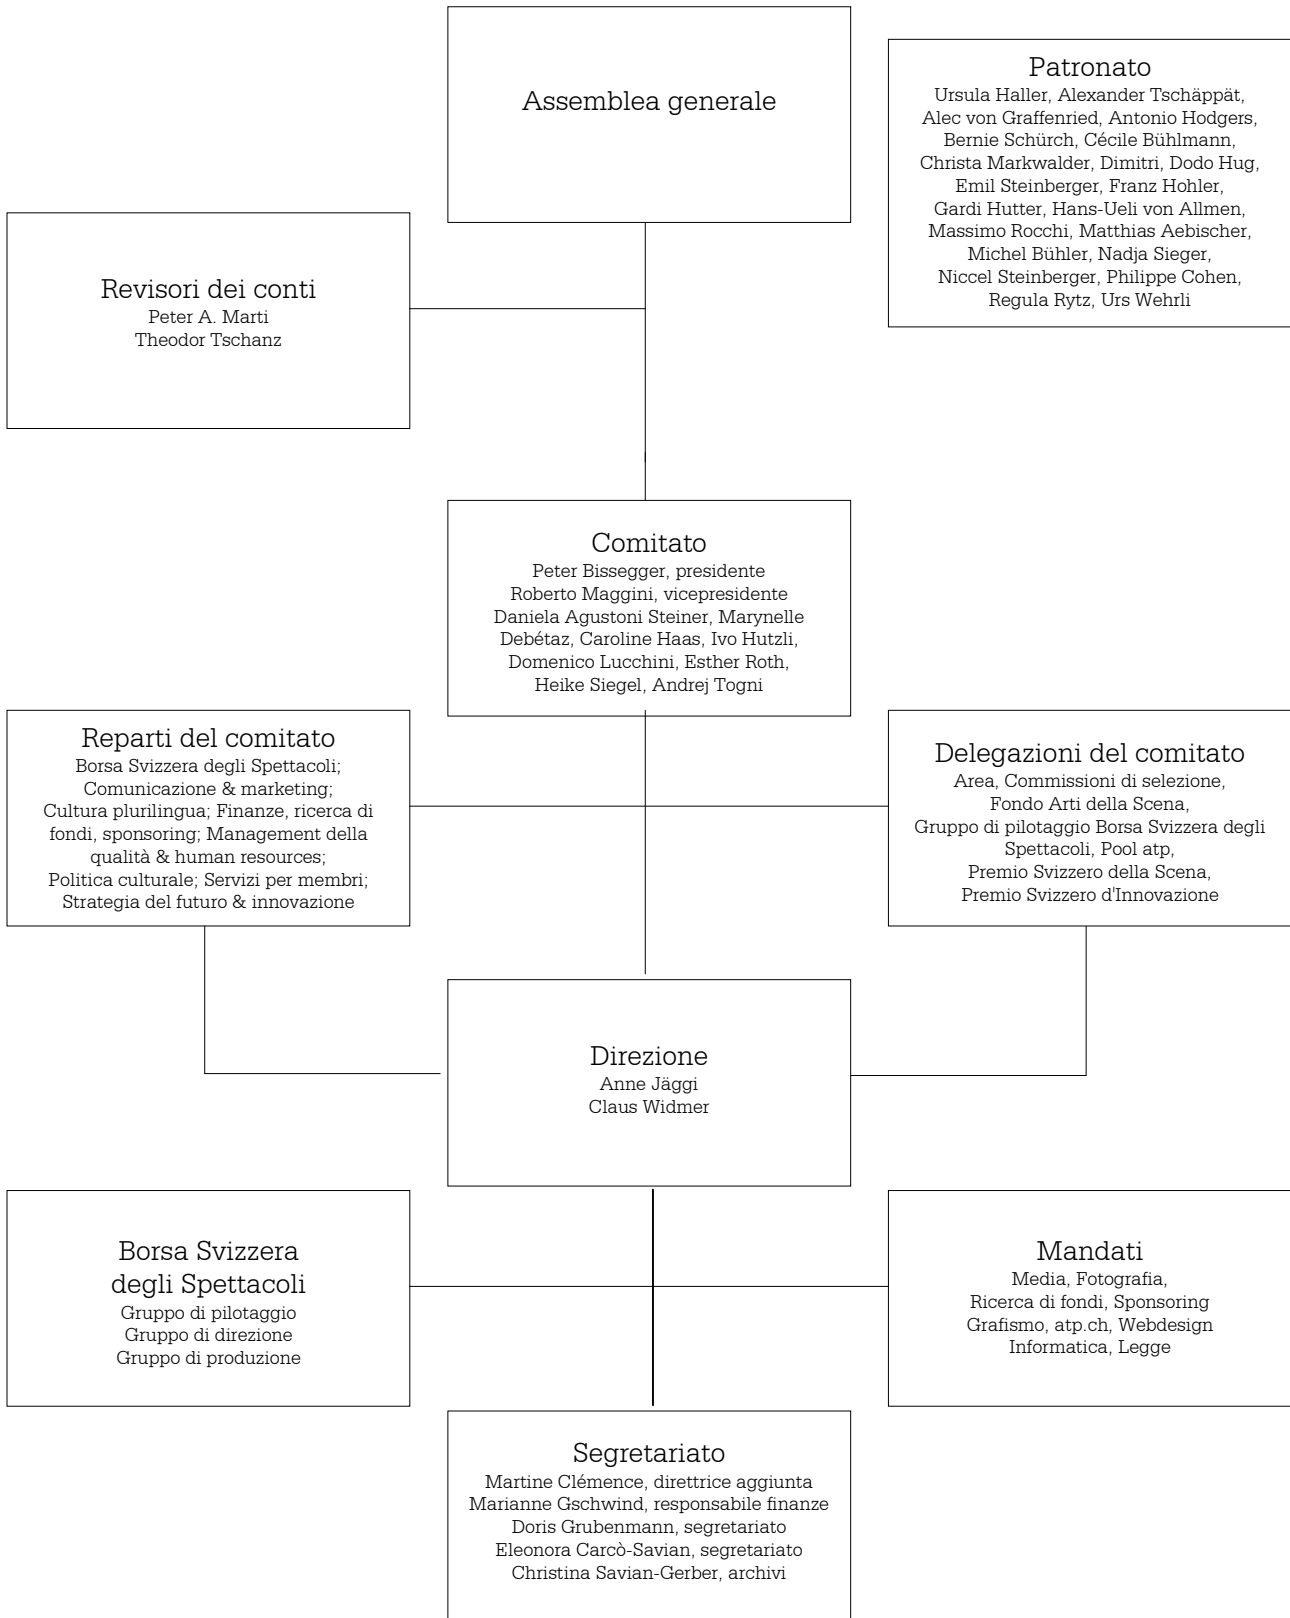 Assemblea generale
Patronato
Ursula Haller, Alexander Tschäppät,
Alec von Graffenried, Antonio Hodgers,
Bernie Schürch, Cécile Bühlmann,
Christa Markwalder, Dimitri, Dodo Hug,
Emil Steinberger, Franz Hohler,
Gardi Hutter, Hans-Ueli von Allmen,
Massimo Rocchi, Matthias Aebischer,
Michel Bühler, Nadja Sieger,
Niccel Steinberger, Philippe Cohen,
Regula Rytz, Urs Wehrli
Revisori dei conti
Peter A. Marti
Theodor Tschanz
Comitato
Peter Bissegger, presidente
Roberto Maggini, vicepresidente
Daniela Agustoni Steiner, Marynelle
Debétaz, Caroline Haas, Ivo Hutzli,
Domenico Lucchini, Esther Roth,
Heike Siegel, Andrej Togni
Reparti del comitato
Borsa Svizzera degli Spettacoli;
Comunicazione & marketing;
Cultura plurilingua; Finanze, ricerca di
fondi, sponsoring; Management della
qualità & human resources;
Politica culturale; Servizi per membri;
Strategia del futuro & innovazione
Delegazioni del comitato
Area, Commissioni di selezione,
Fondo Arti della Scena,
Gruppo di pilotaggio Borsa Svizzera degli
Spettacoli, Pool atp,
Premio Svizzero della Scena,
Premio Svizzero d'Innovazione
Direzione
Anne Jäggi
Claus Widmer
Borsa Svizzera
degli Spettacoli
Gruppo di pilotaggio
Gruppo di direzione
Gruppo di produzione
Mandati
Media, Fotografia,
Ricerca di fondi, Sponsoring
Grafismo, atp.ch, Webdesign
Informatica, Legge
Segretariato
Martine Clémence, direttrice aggiunta
Marianne Gschwind, responsabile finanze
Doris Grubenmann, segretariato
Eleonora Carcò-Savian, segretariato
Christina Savian-Gerber, archivi